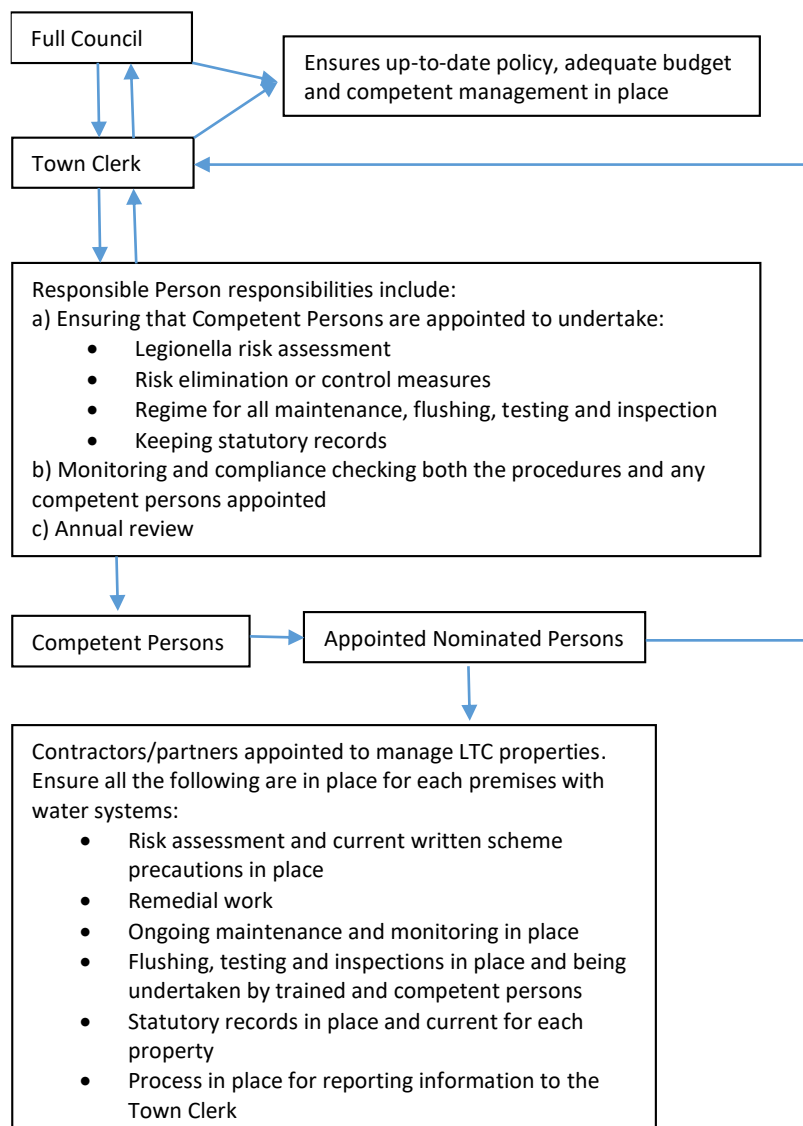 Full Council
Ensures up-to-date policy, adequate budget
and competent management in place
Town Clerk
Responsible Person responsibilities include:
a) Ensuring that Competent Persons are appointed to undertake:
• Legionella risk assessment
• Risk elimination or control measures
• Regime for all maintenance, flushing, testing and inspection
• Keeping statutory records
b) Monitoring and compliance checking both the procedures and any
competent persons appointed
c) Annual review
Competent Persons
Appointed Nominated Persons
Contractors/partners appointed to manage LTC properties.
Ensure all the following are in place for each premises with
water systems:
• Risk assessment and current written scheme
precautions in place
• Remedial work
• Ongoing maintenance and monitoring in place
• Flushing, testing and inspections in place and being
undertaken by trained and competent persons
• Statutory records in place and current for each
property
• Process in place for reporting information to the
Town Clerk